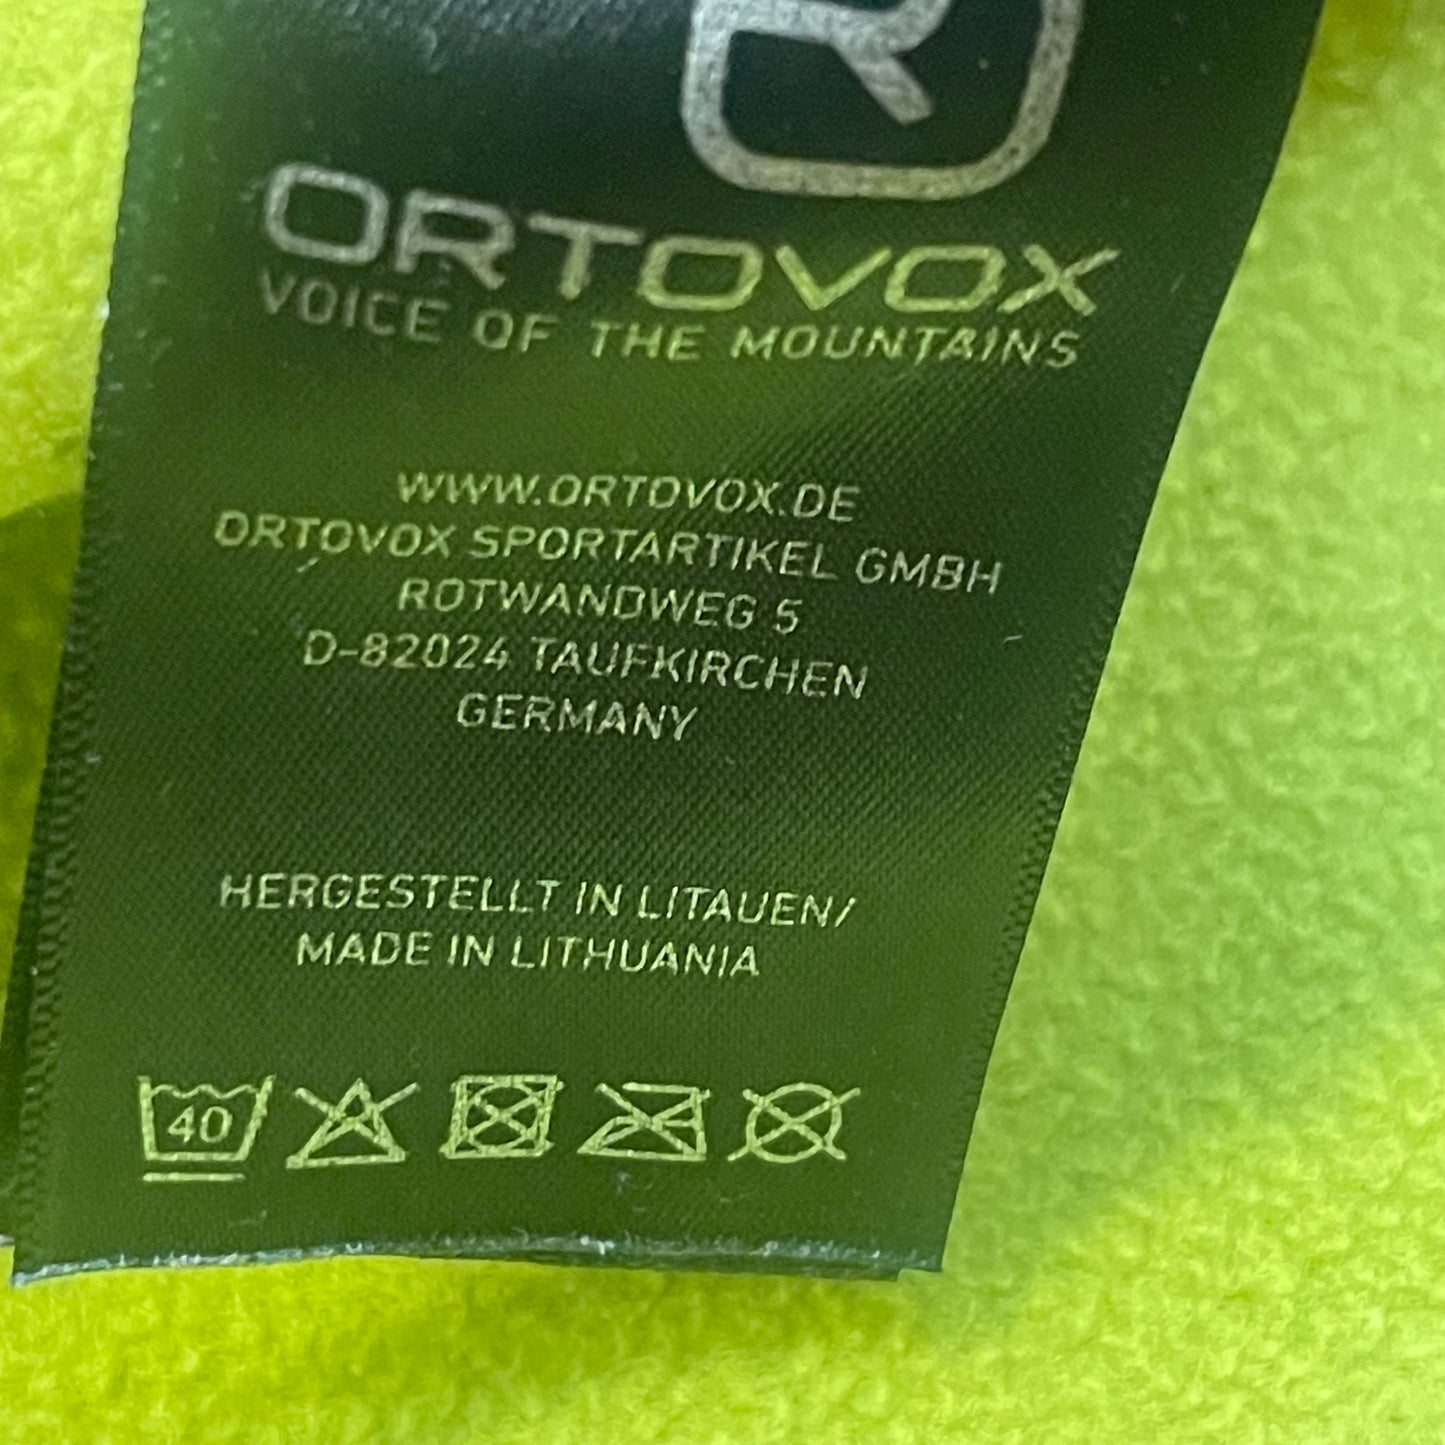 ORTOVOX
VOICE OF THE MOUNTAINS
WWW.ORTOVOX.DE
ORTOVOX SPORTARTIKEL GMBH
ROTWANDWEG 5
D-82024 TAUFKIRCHEN
GERMANY
HERGESTELLT IN LITAUEN/
MADE IN LITHUANIA
40